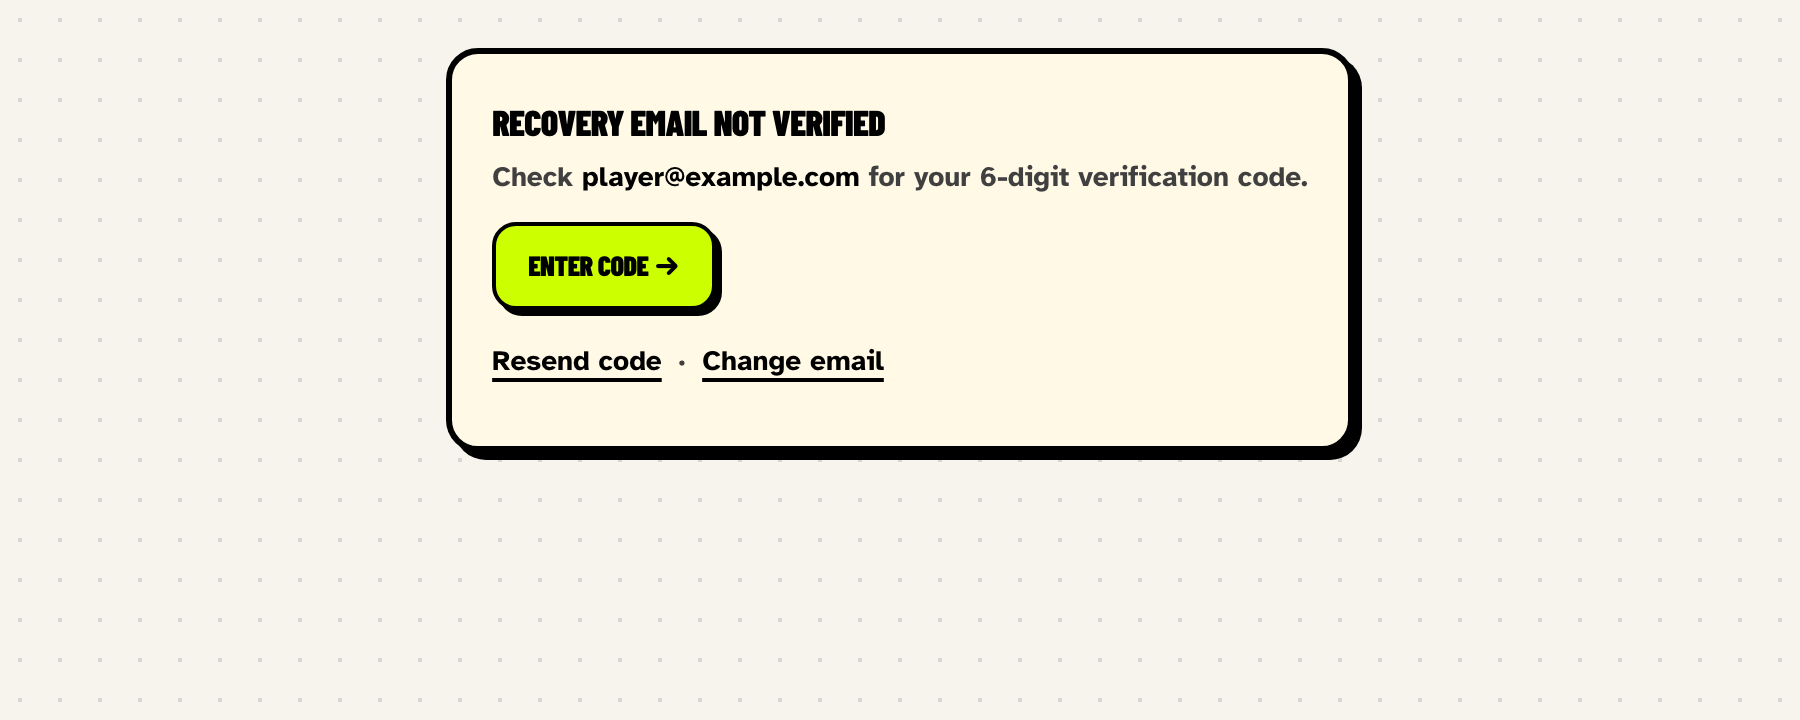 RECOVERY EMAIL NOT VERIFIED
Check player@example.com for your 6-digit verification code.
ENTER CODE →
Resend code · Change email